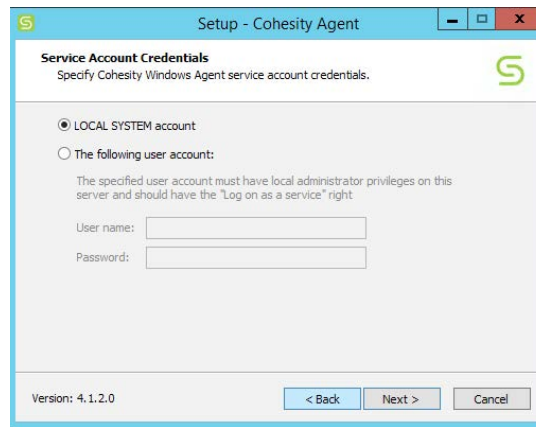 Setup - Cohesity Agent
Service Account Credentials
Specify Cohesity Windows Agent service account credentials.
LOCAL SYSTEM account
The following user account:
The specified user account must have local administrator privileges on this
server and should have the "Log on as a service" right
User name:
Password:
Version: 4.1.2.0
< Back
Next >
Cancel